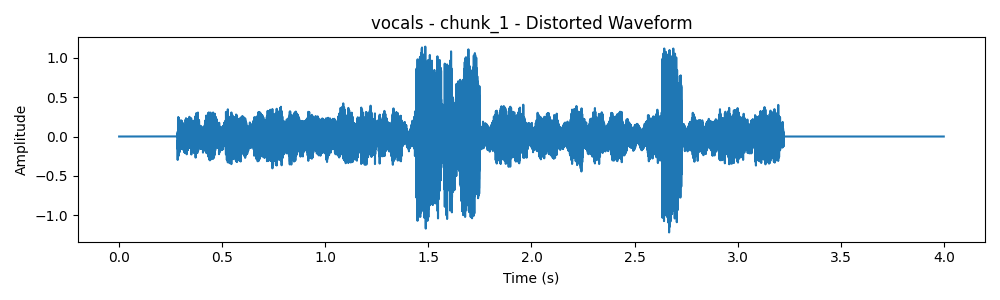 vocals - chunk_1 - Distorted Waveform
1.0
0.5
0.0
−0.5
−1.0
Amplitude
0.0 0.5 1.0 1.5 2.0 2.5 3.0 3.5 4.0
Time (s)